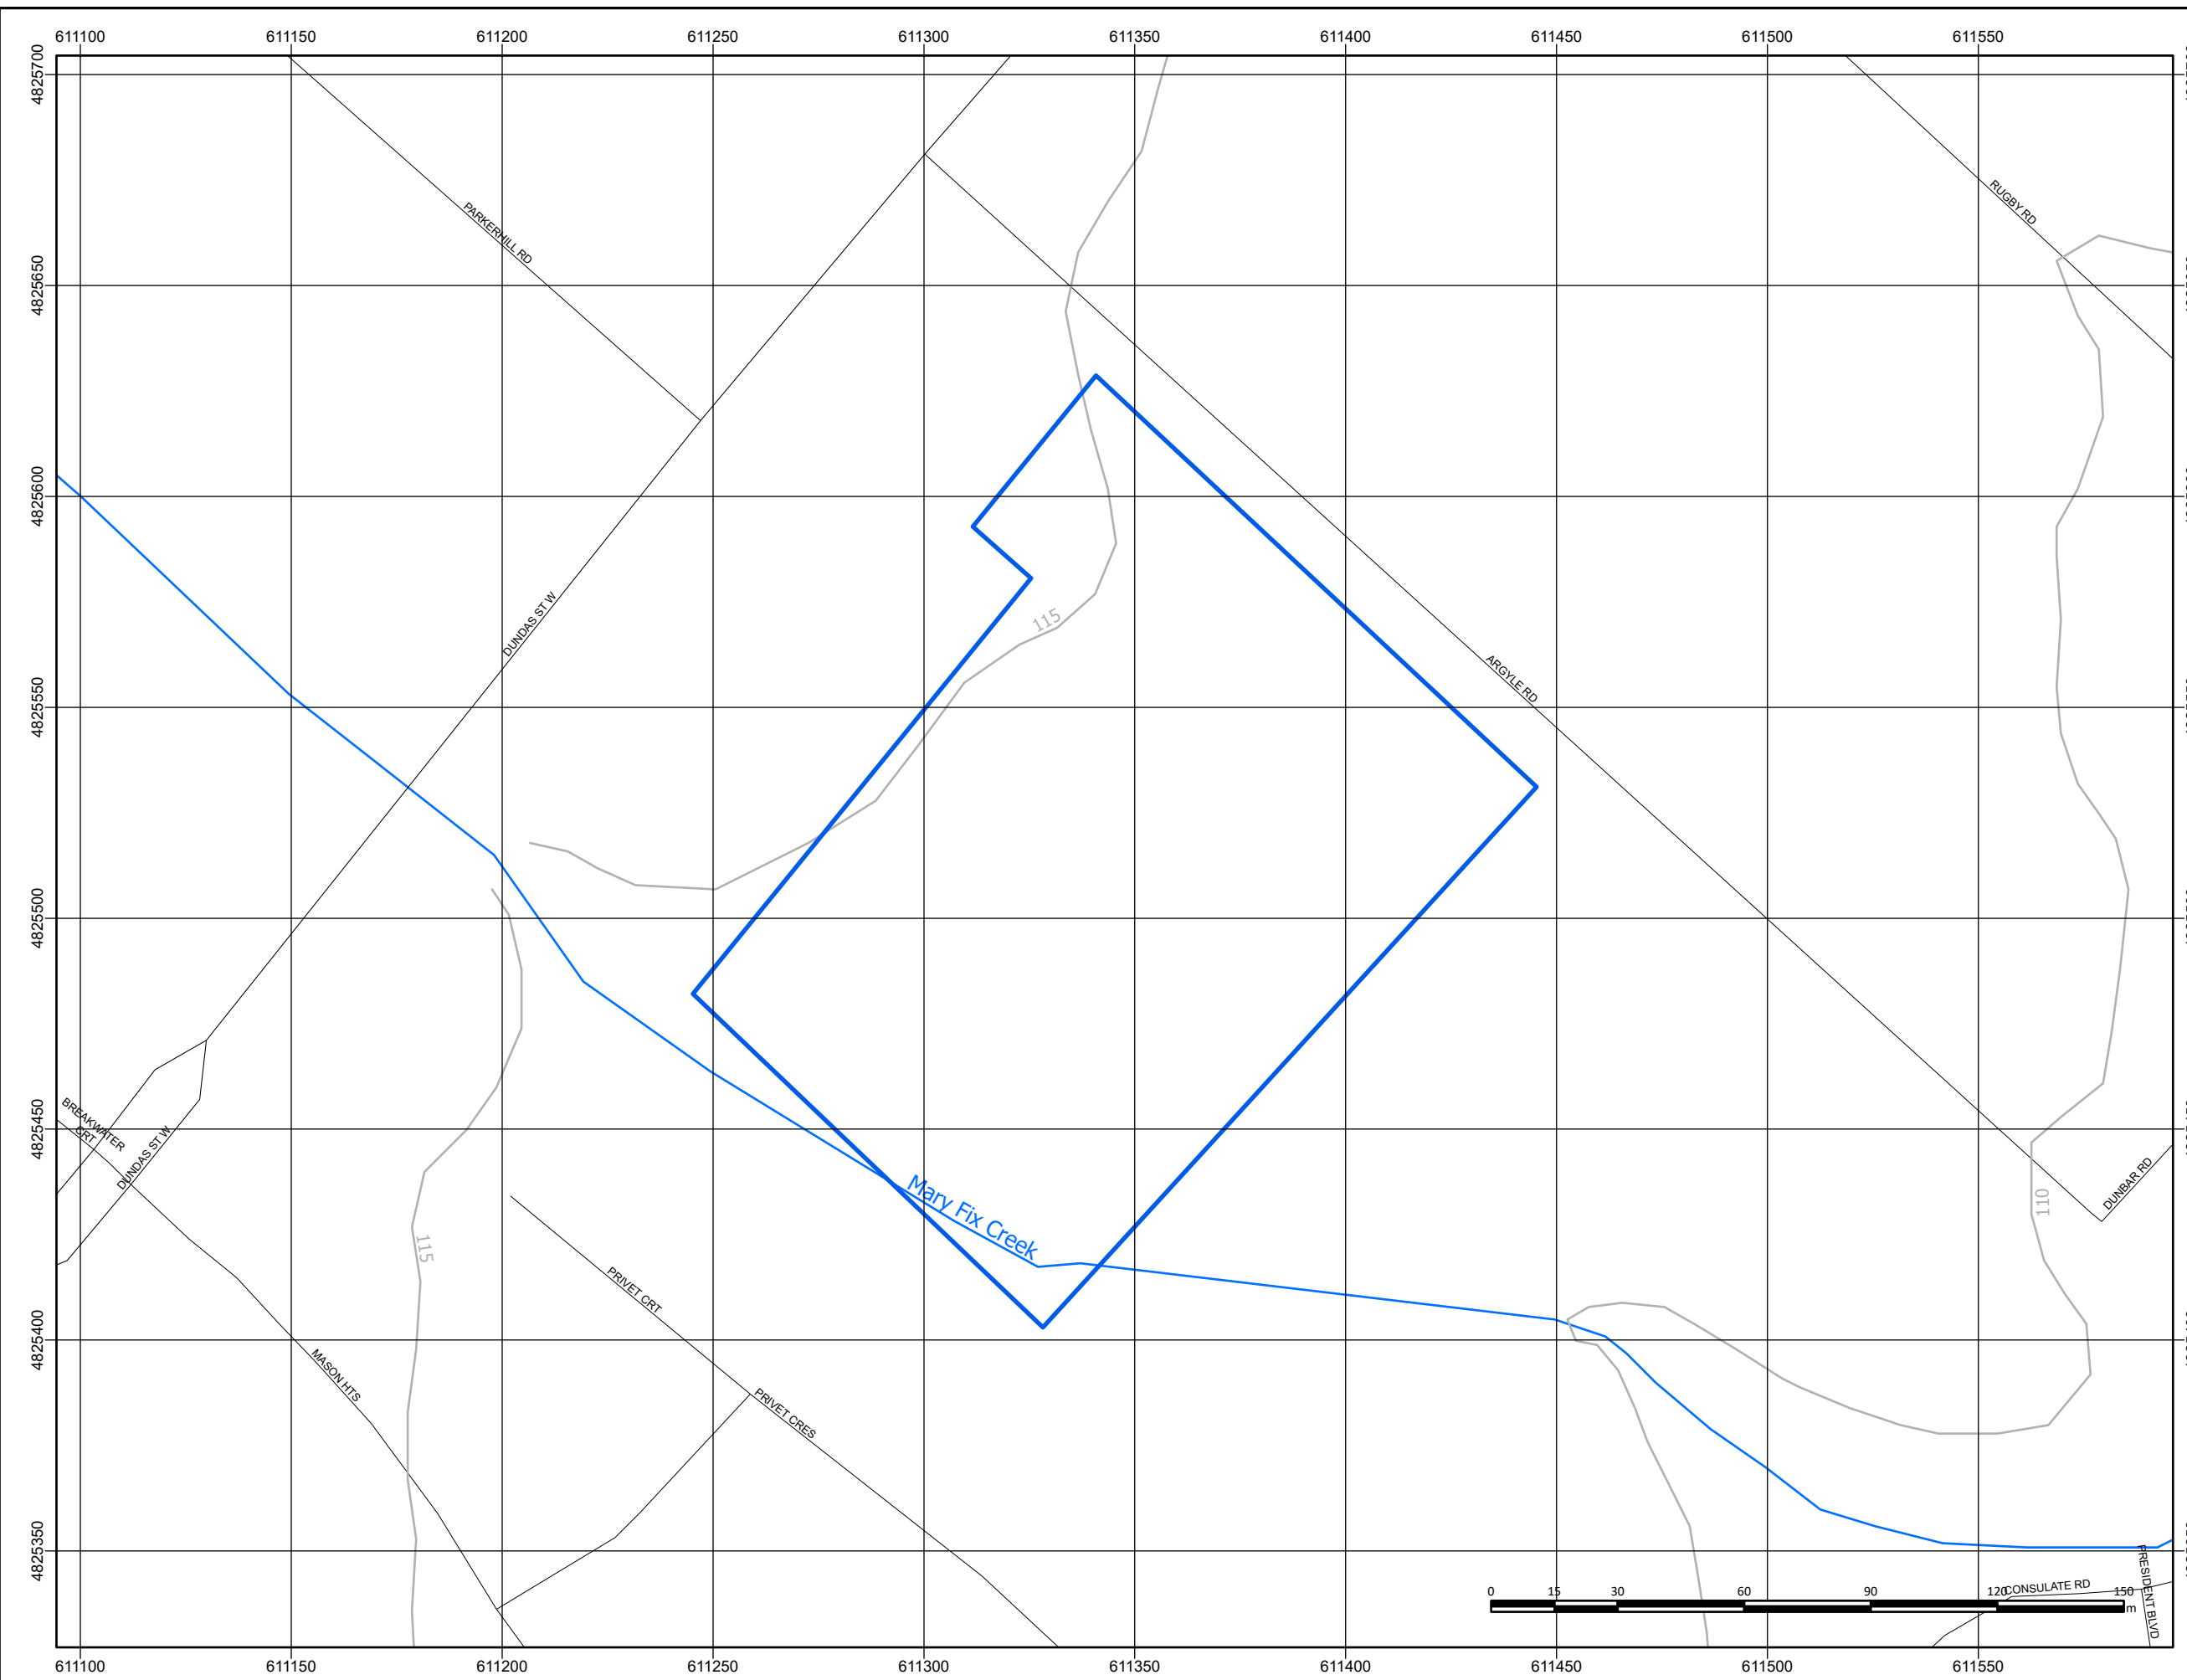 611100 611150 611200 611250 611300 611350 611400 611450 611500 611550
4825700
PARKERHILL RD
RUGBY RD
4825650
4825600
DUNDAS ST W
115
ARGYLE RD
4825550
4825500
4825450
BREAKWATER
CRT
DUNDAS ST W
DUNBAR RD
Mary Fix Creek
110
115
PRIVET CRT
4825400
MASON HTS
PRIVET CRES
4825350
PRESIDENT BLVD
CONSULATE RD
0 15 30 60 90 120 150
m
611100 611150 611200 611250 611300 611350 611400 611450 611500 611550